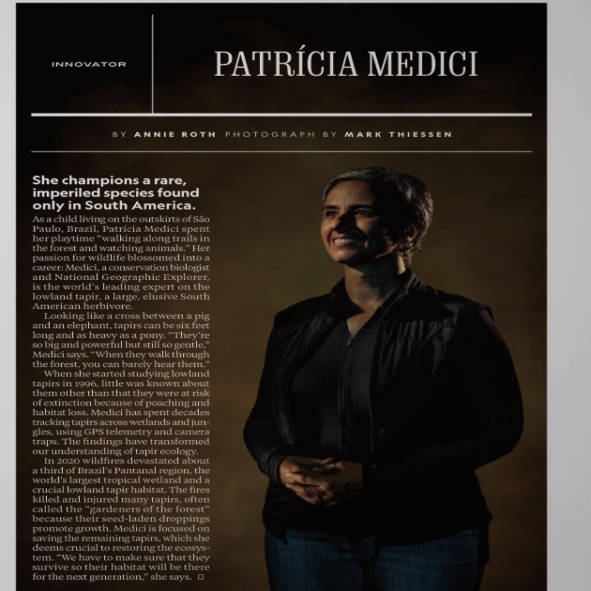 INNOVATOR
PATRÍCIA MEDICI
BY ANNIE ROTH PHOTOGRAPH BY MARK THIESSEN
She champions a rare,
imperiled species found
only in South America.
As a child living on the outskirts of São
Paulo, Brazil, Patrícia Medici spent
her playtime “walking along trails in
the forest and watching animals.” Her
passion for wildlife blossomed into a
career: Medici, a conservation biologist
and National Geographic Explorer,
is the world’s leading expert on the
lowland tapir, a large, elusive South
American herbivore.
Looking like a cross between a pig
and an elephant, tapirs can be six feet
long and as heavy as a pony. “They’re
so big and powerful but still so gentle,”
Medici says. “When they walk through
the forest, you can barely hear them.”
When she started studying lowland
tapirs in 1996, little was known about
them other than that they were at risk
of extinction because of poaching and
habitat loss. Medici has spent decades
tracking tapirs across wetlands and jun-
gles, using GPS telemetry and camera
traps. The findings have transformed
our understanding of tapir ecology.
In 2020 wildfires devastated about
a third of Brazil’s Pantanal region, the
world’s largest tropical wetland and a
crucial lowland tapir habitat. The fires
killed and injured many tapirs, often
called the “gardeners of the forest”
because their seed-laden droppings
promote growth. Medici is focused on
saving the remaining tapirs, which she
deems crucial to restoring the ecosys-
tem. “We have to make sure that they
survive so their habitat will be there
for the next generation,” she says.